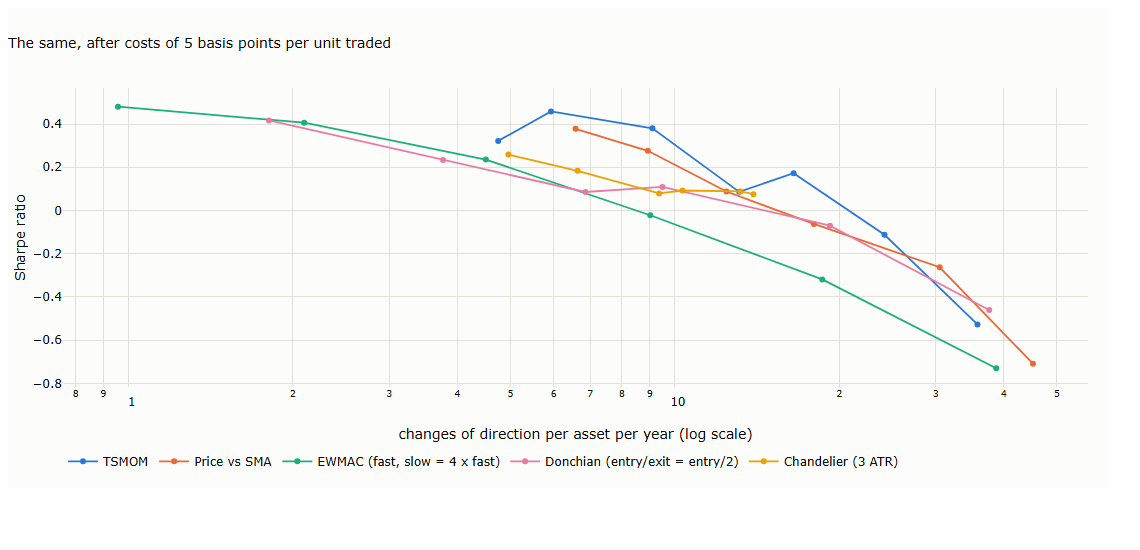 The same, after costs of 5 basis points per unit traded
Sharpe ratio
0.4
0.2
0
−0.2
−0.4
−0.6
−0.8
8 9 1 2 3 4 5 6 7 8 9 10 2 3 4 5
changes of direction per asset per year (log scale)
TSMOM Price vs SMA EWMAC (fast, slow = 4 x fast) Donchian (entry/exit = entry/2) Chandelier (3 ATR)